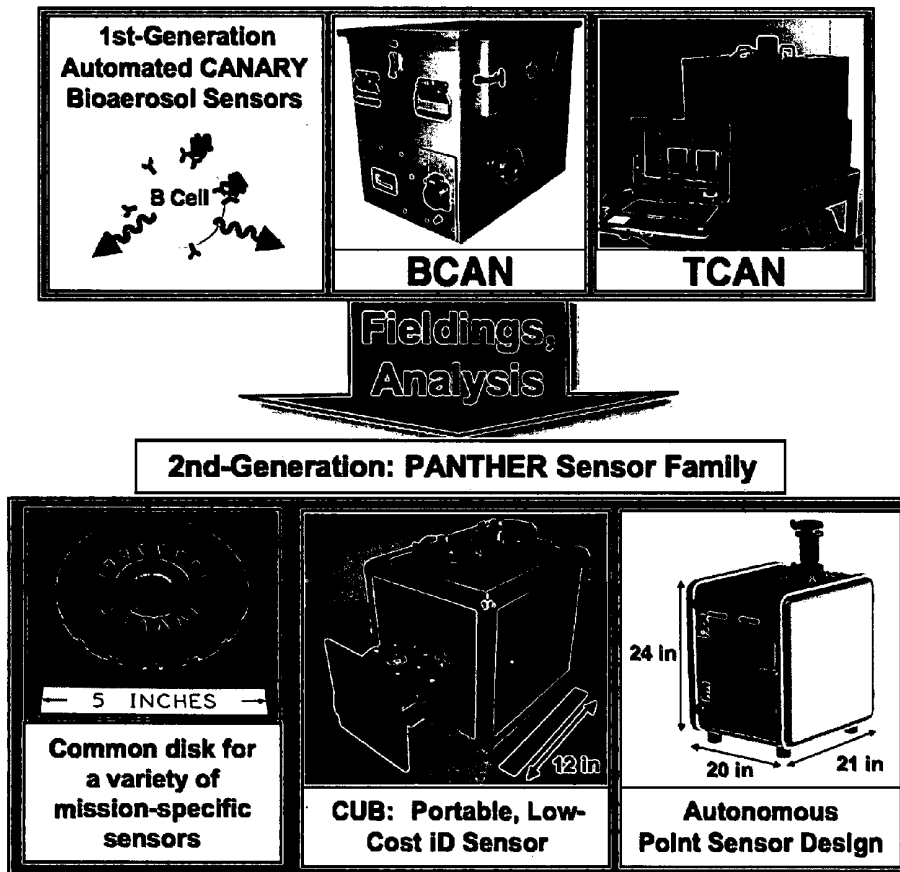 1st-Generation
Automated CANARY
Bioaerosol Sensors
B Cell
BCAN
TCAN
Fieldings,
Analysis
2nd-Generation: PANTHER Sensor Family
5 INCHES
Common disk for
a variety of
mission-specific
sensors
12 in
CUB: Portable, Low-
Cost iD Sensor
24 in
20 in
21 in
Autonomous
Point Sensor Design